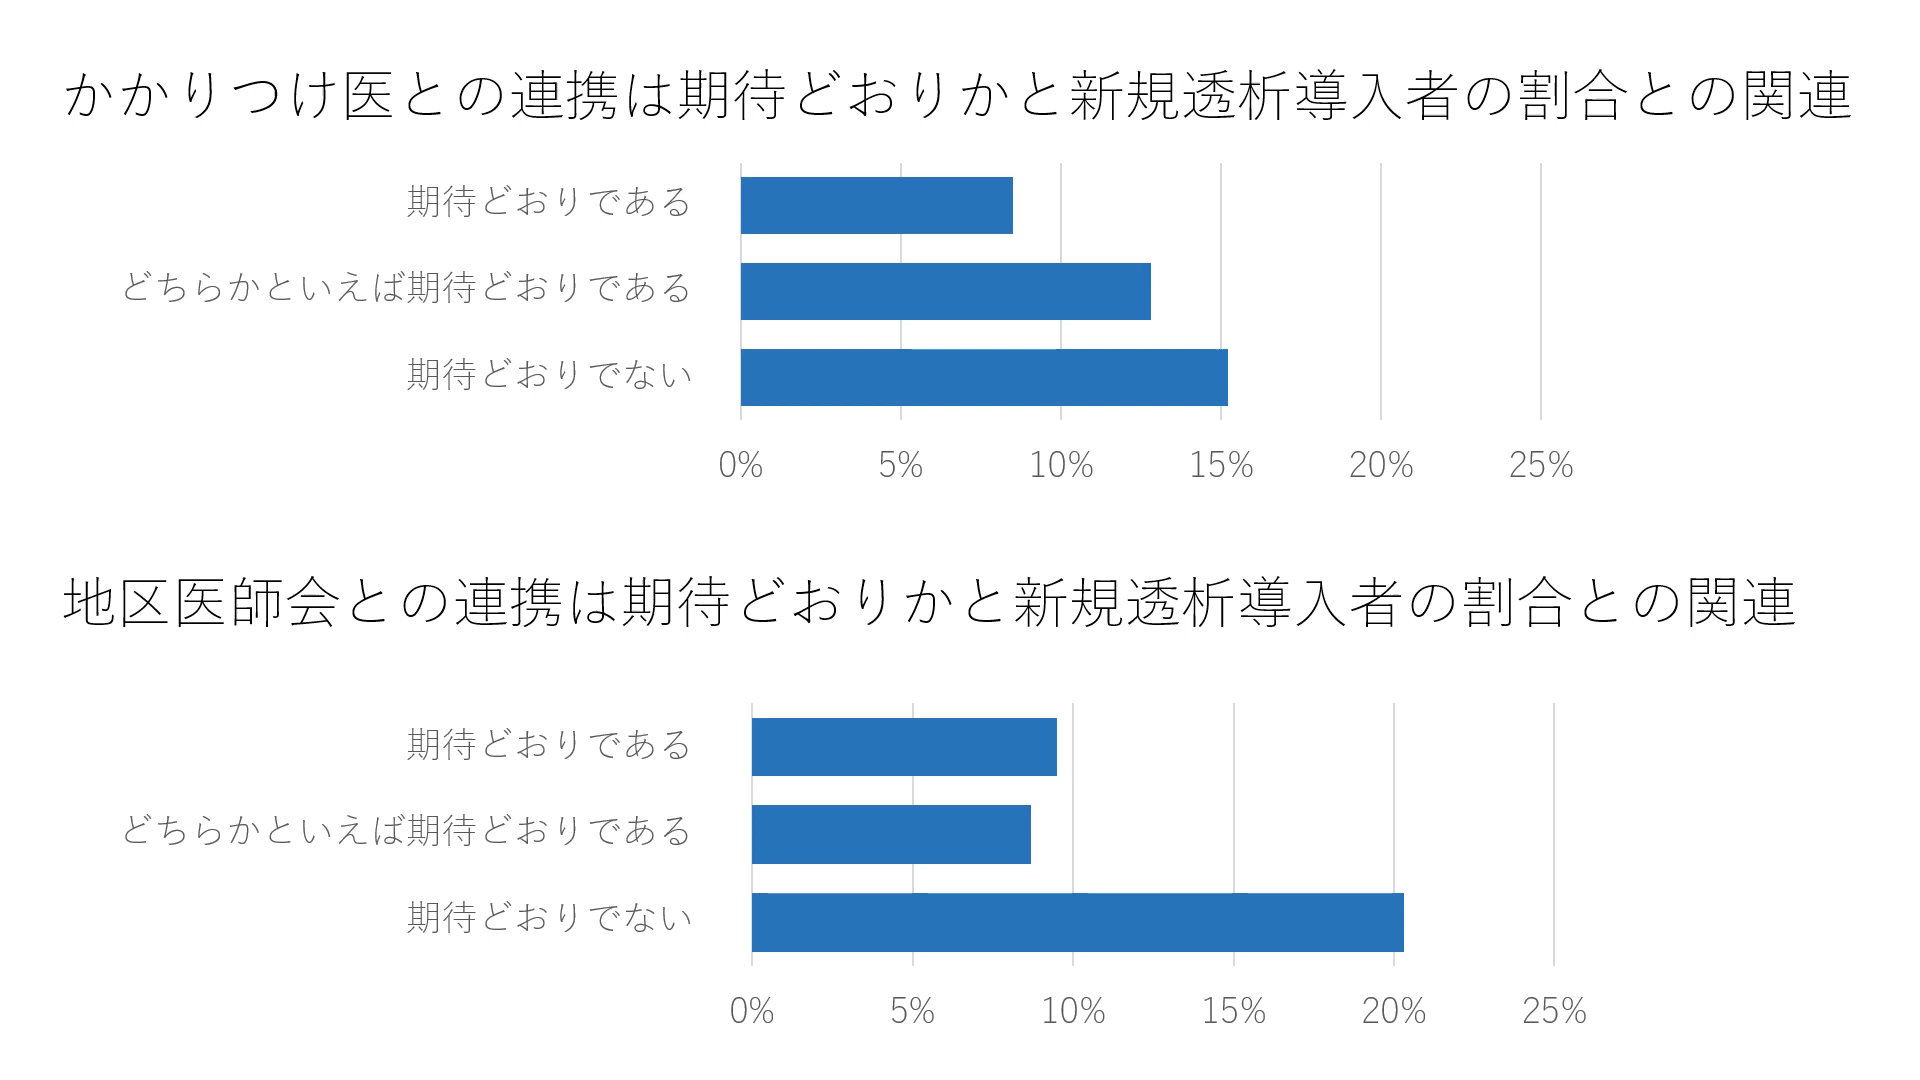 かかりつけ医との連携は期待どおりかと新規透析導入者の割合との関連
期待どおりである
どちらかといえば期待どおりである
期待どおりでない
0% 5% 10% 15% 20% 25%
地区医師会との連携は期待どおりかと新規透析導入者の割合との関連
期待どおりである
どちらかといえば期待どおりである
期待どおりでない
0% 5% 10% 15% 20% 25%